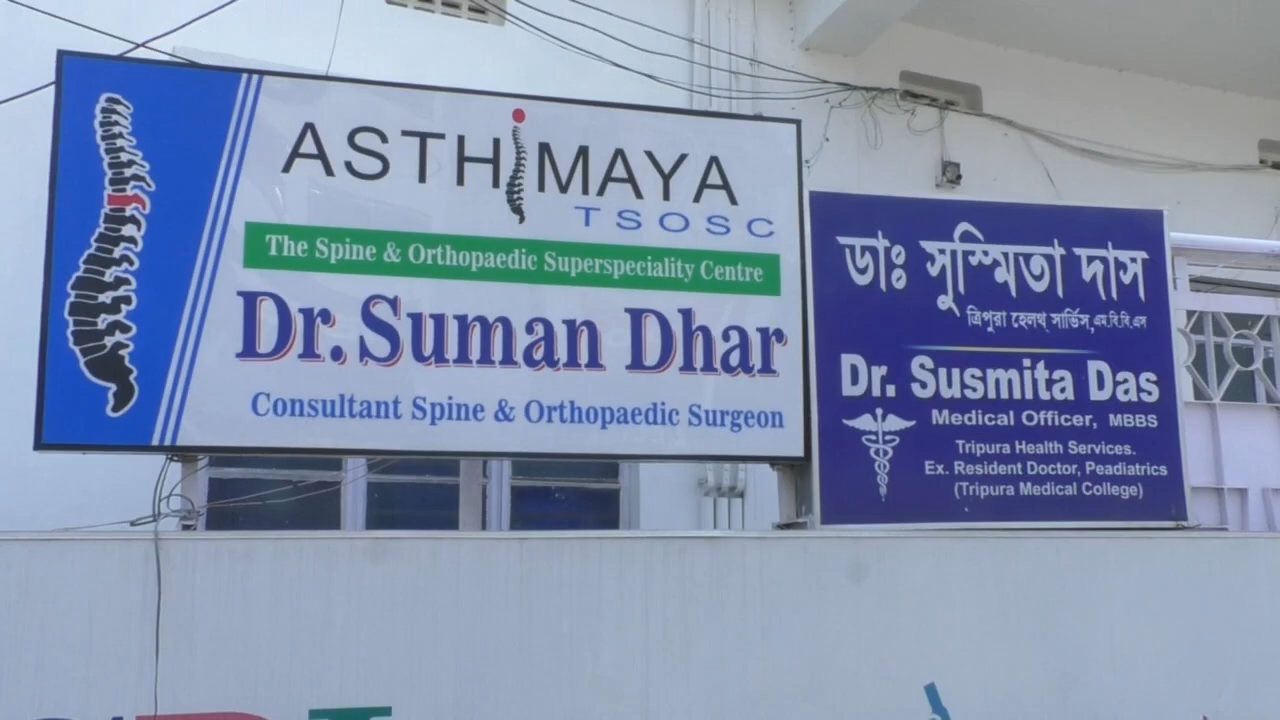 ASTHiMAYA
TSOSC
The Spine & Orthopaedic Superspeciality Centre
Dr. Suman Dhar
Consultant Spine & Orthopaedic Surgeon
ডাঃ সুস্মিতা দাস
ত্রিপুরা হেলথ্ সার্ভিস, এম.বি.বি.এস
Dr. Susmita Das
Medical Officer, MBBS
Tripura Health Services.
Ex. Resident Doctor, Peadiatrics
(Tripura Medical College)